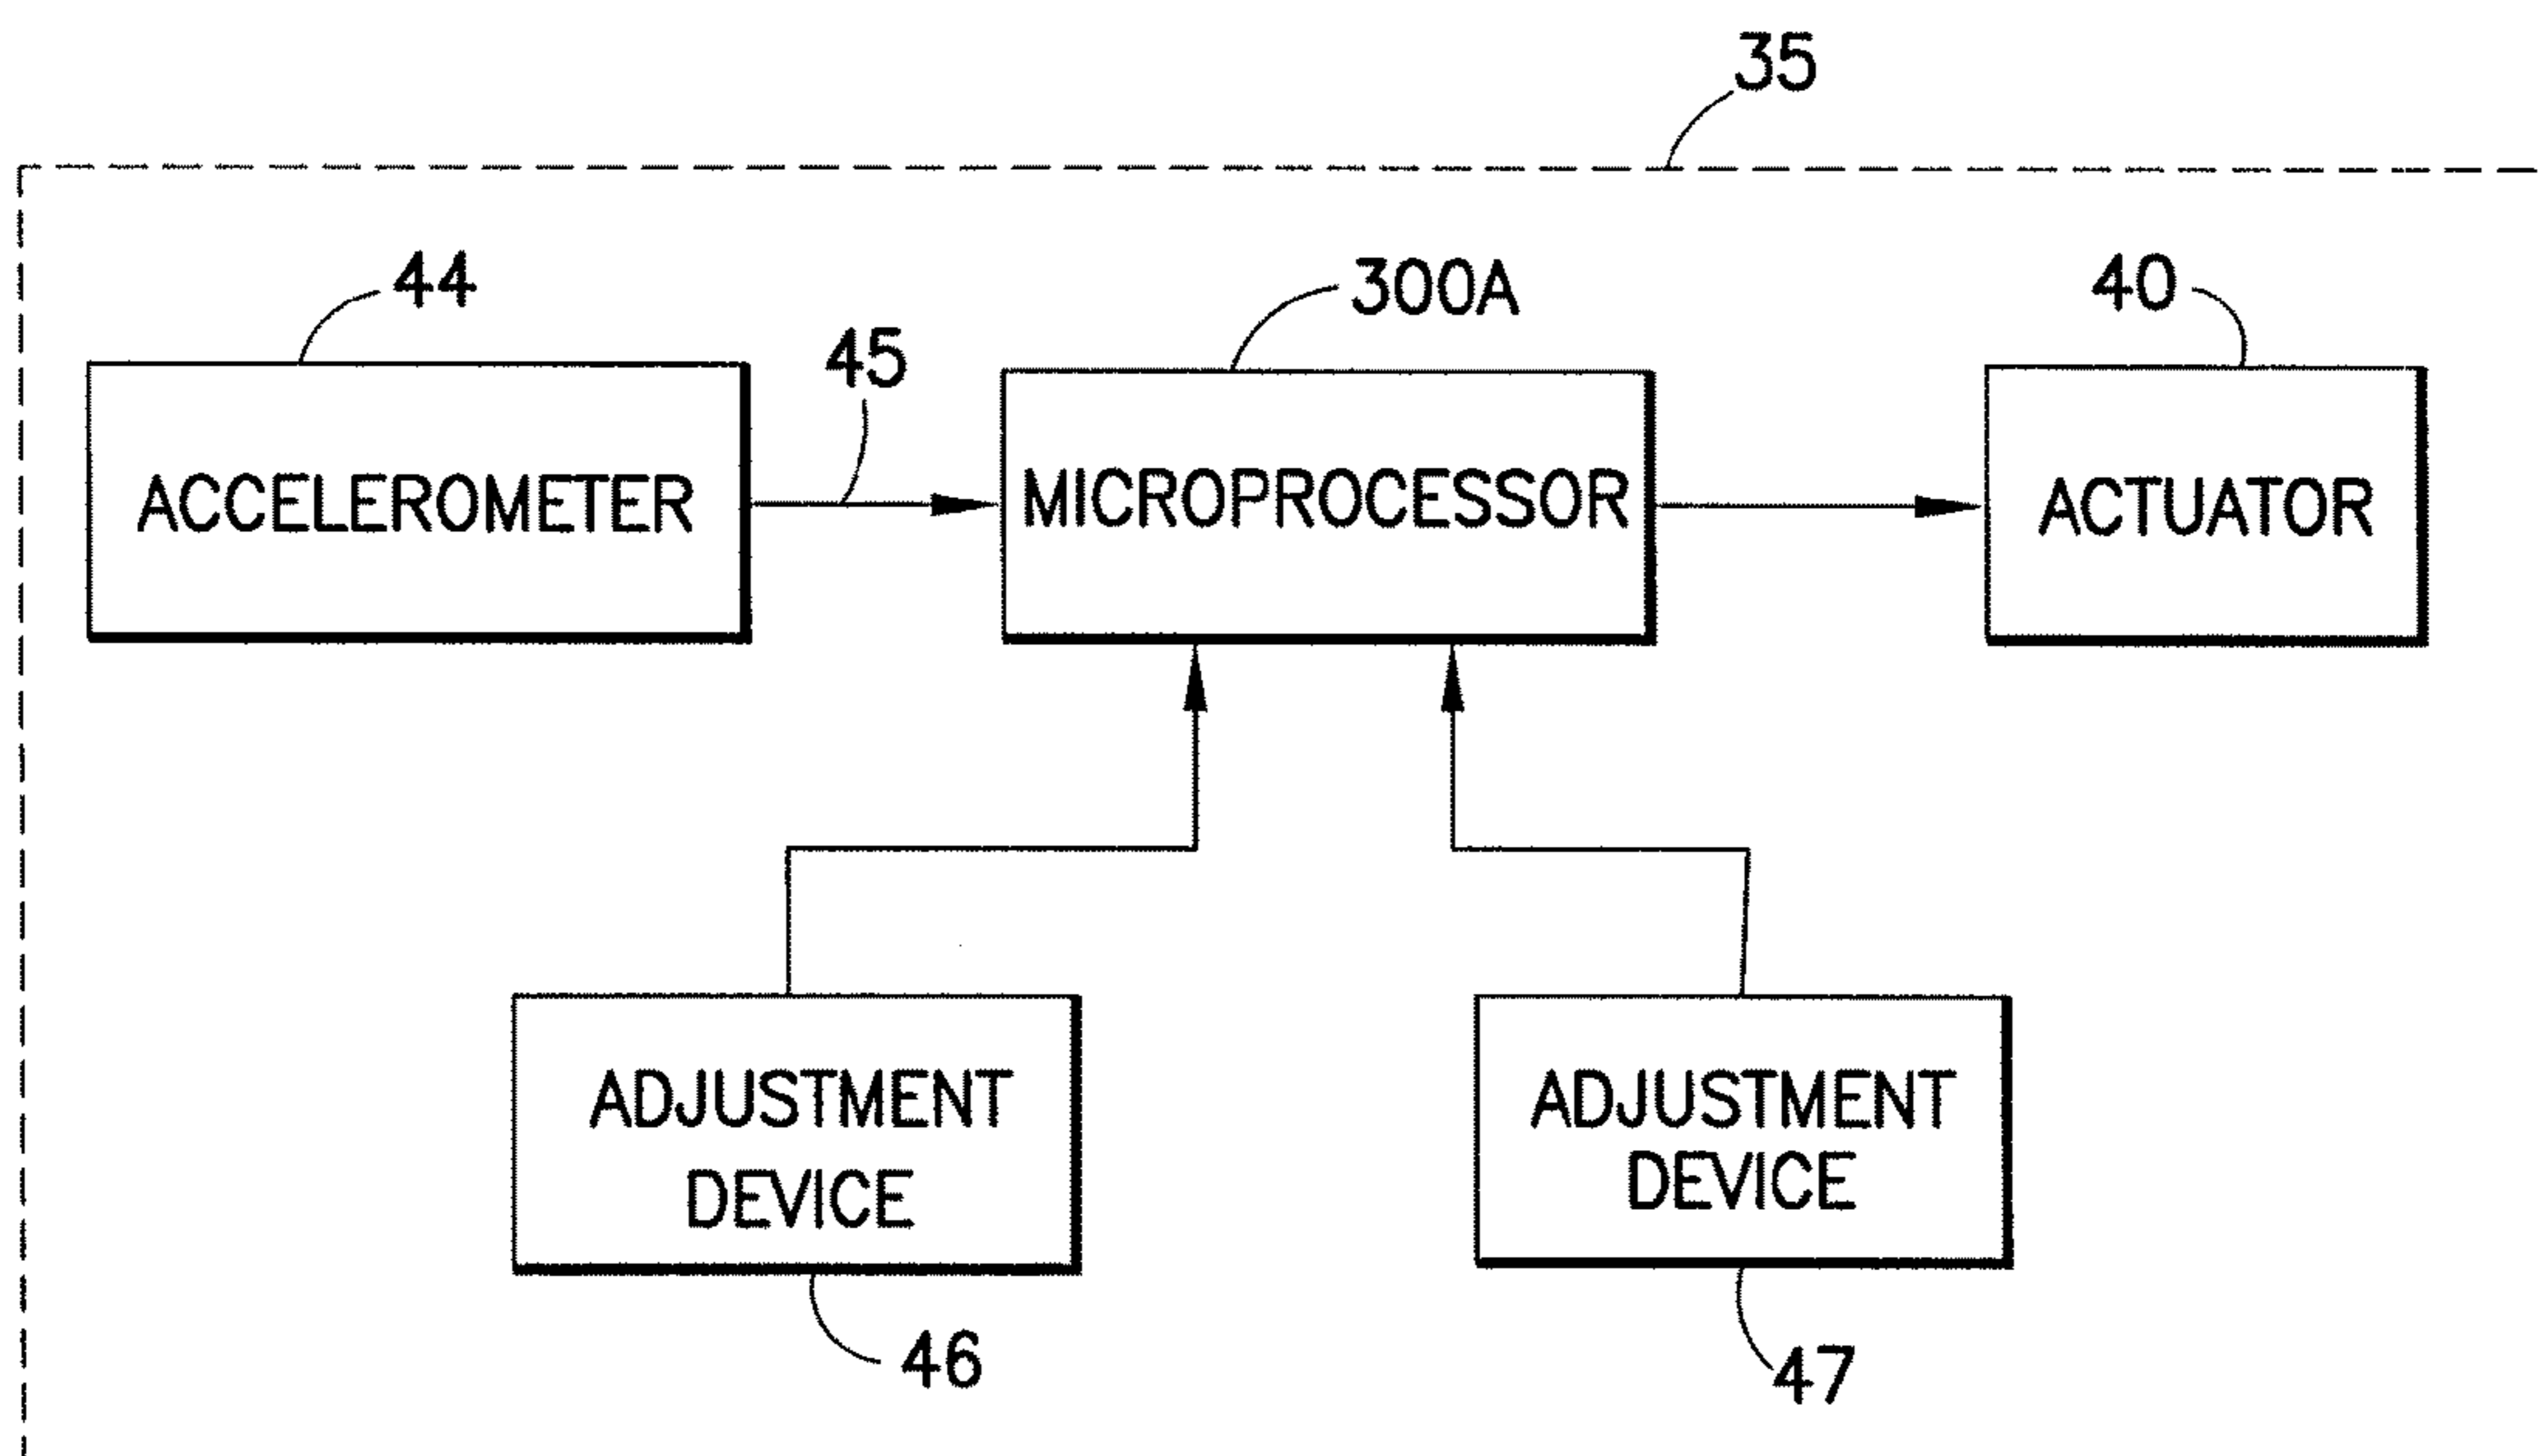 35
44
300A
40
45
ACCELEROMETER
MICROPROCESSOR
ACTUATOR
ADJUSTMENT
DEVICE
ADJUSTMENT
DEVICE
46
47